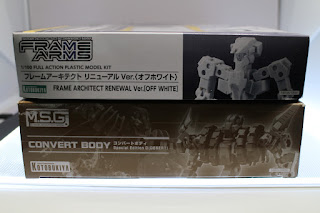 FRAME
ARMS
1/100 FULL ACTION PLASTIC MODEL KIT
フレームアーキテクト リニューアル Ver.〈オフホワイト〉
FRAME ARCHITECT RENEWAL Ver.[OFF WHITE]
M.S.G
CONVERT BODY
コンバートボディ
Special Edition
KOTOBUKIYA